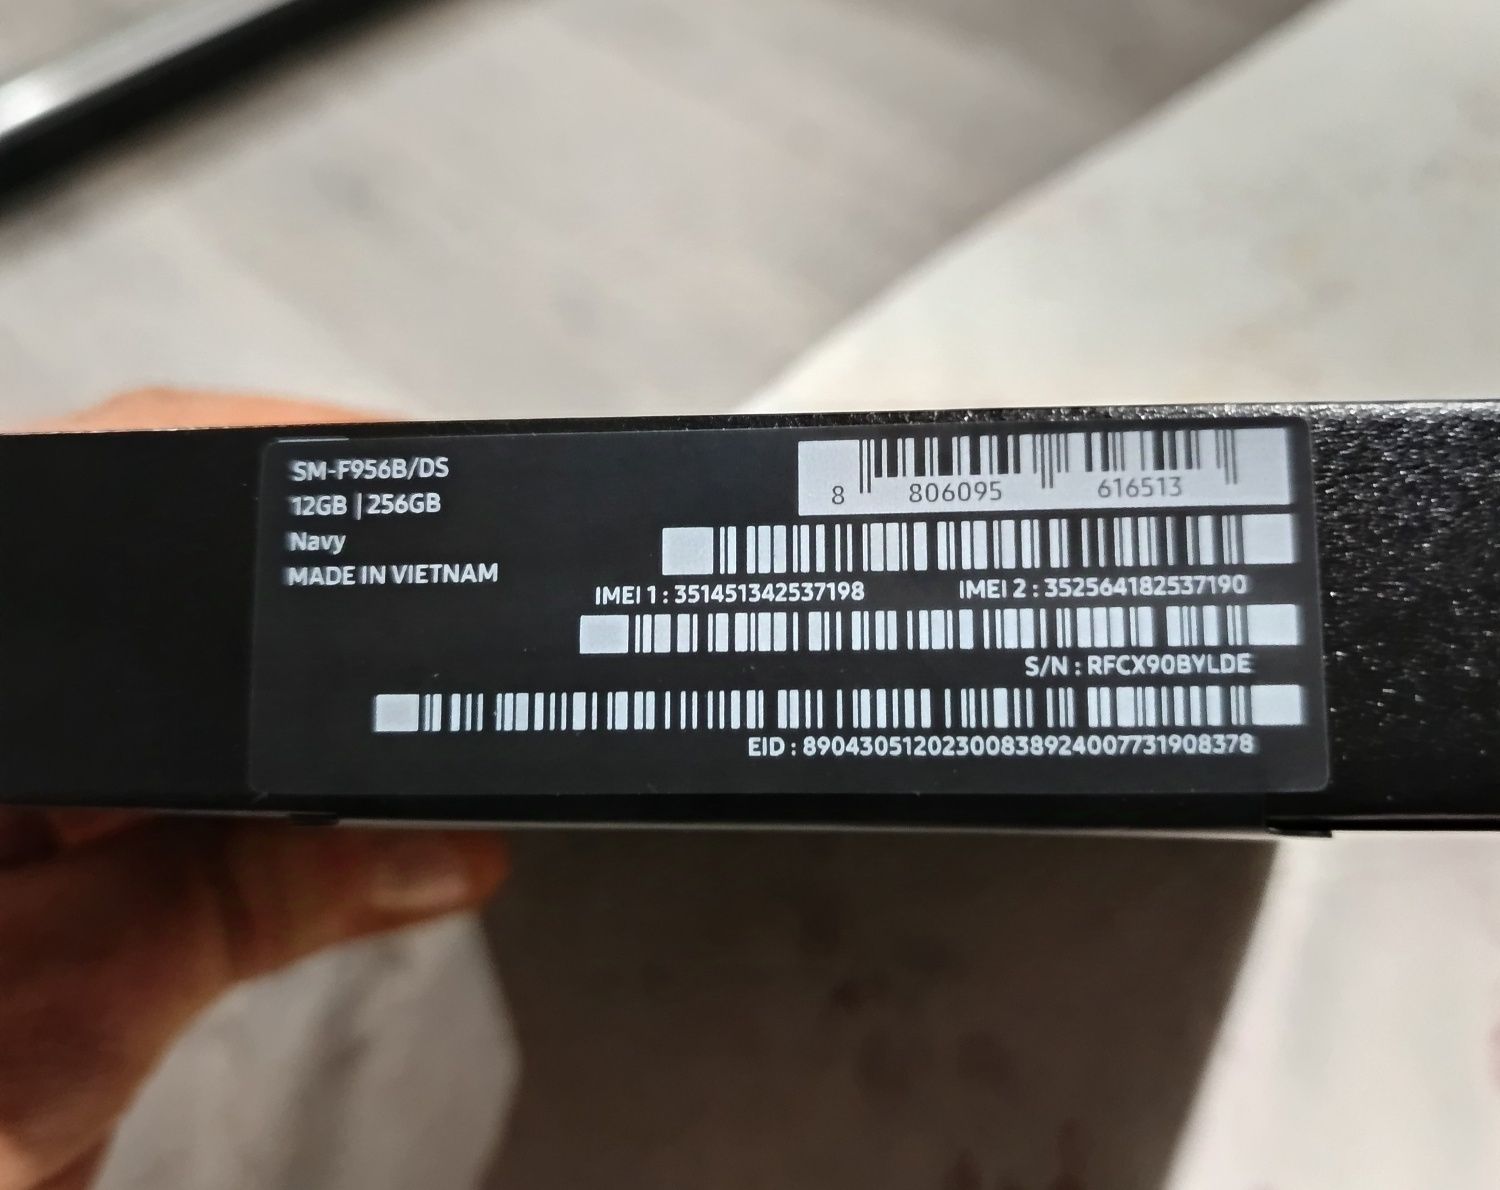 SM-F956B/DS
12GB | 256GB
Navy
MADE IN VIETNAM
8 806095 616513
IMEI 1 : 351451342537198 IMEI 2 : 352564182537190
S/N : RFCX90BYLDE
EID : 89043051202300838924007731908378